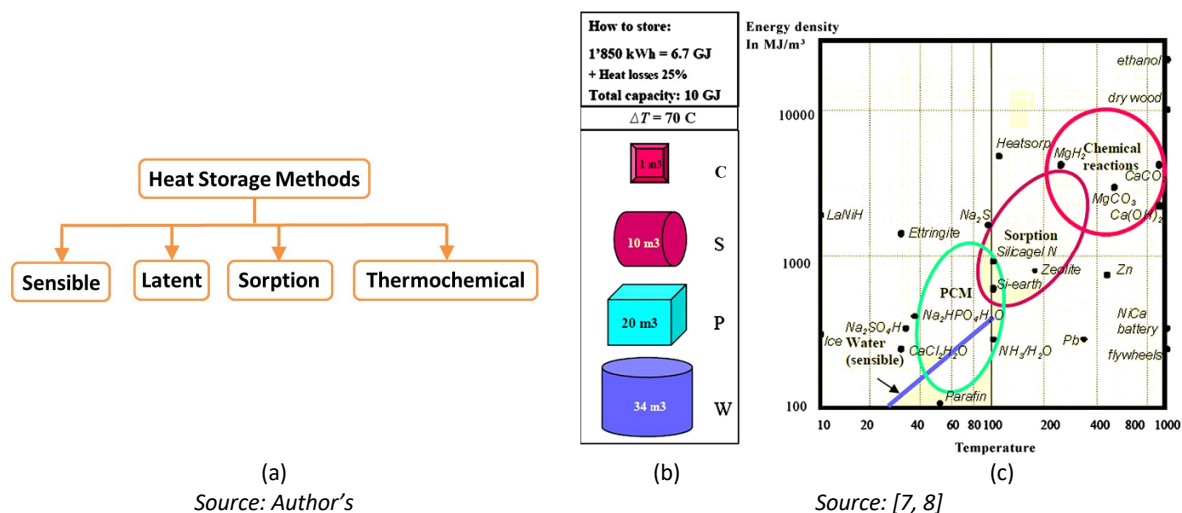 Heat Storage Methods
Sensible
Latent
Sorption
Thermochemical
(a)
Source: Author’s
How to store:
1’850 kWh = 6.7 GJ
+ Heat losses 25%
Total capacity: 10 GJ
ΔT = 70 C
1 m3
C
10 m3
S
20 m3
P
34 m3
W
(b)
Energy density
In MJ/m³
ethanol
dry wood
10000
Heatsorp
MgH₂
Chemical
reactions
CaCO₃
MgCO₃
LaNiH
Na₂S
Ca(OH)₂
Ettringite
Sorption
Silicagel N
1000
Zeolite
Zn
Si-earth
PCM
Na₂HPO₄H₂O
NiCa
battery
Na₂SO₄H
Ice
Water
(sensible)
CaCl₂H₂O
NH₃/H₂O
Pb
flywheels
Parafin
100
10 20 40 60 80 100 200 400 800 1000
Temperature
(c)
Source: [7, 8]